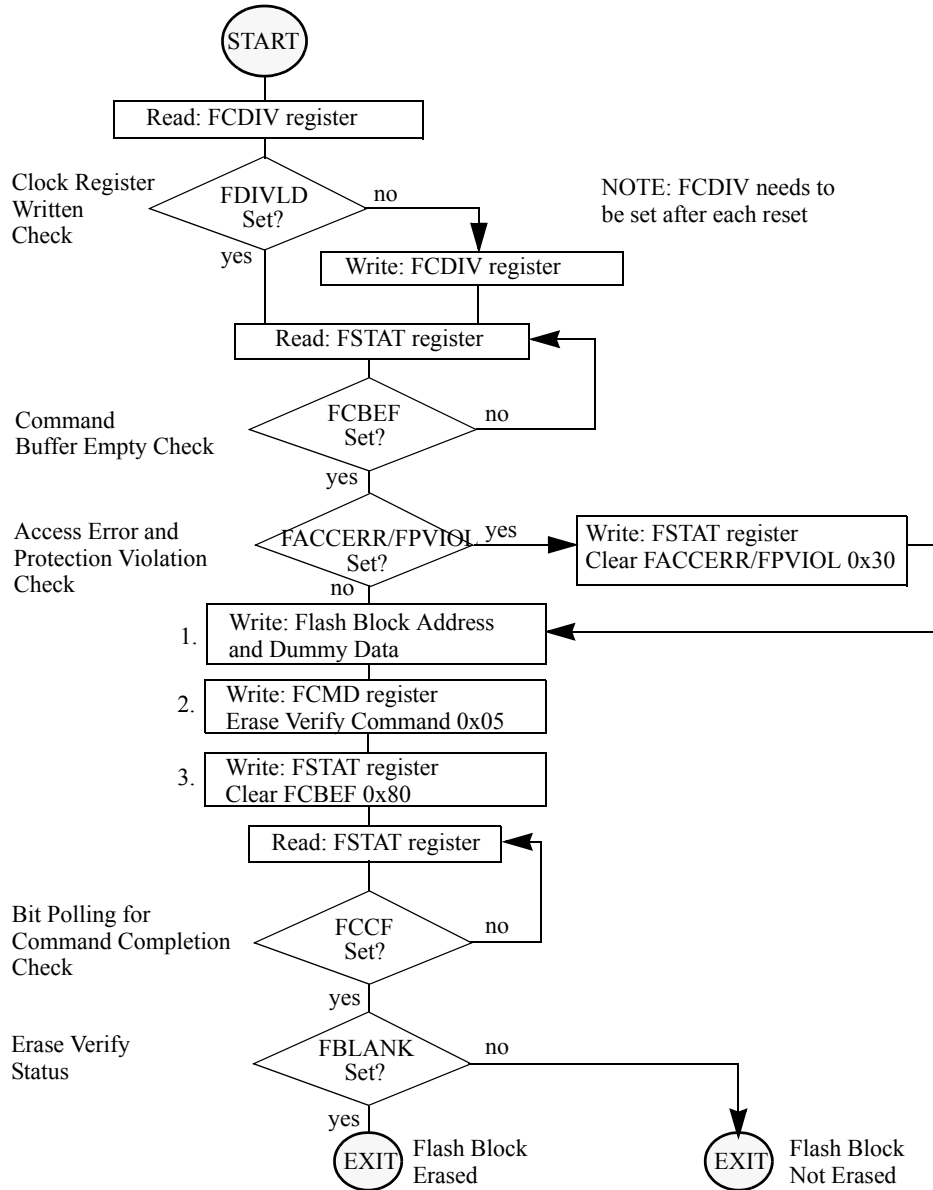 START
Read: FCDIV register
Clock Register
Written
Check
FDIVLD
Set?
no
yes
NOTE: FCDIV needs to
be set after each reset
Write: FCDIV register
Read: FSTAT register
Command
Buffer Empty Check
FCBEF
Set?
no
yes
Access Error and
Protection Violation
Check
FACCERR/FPVIOL
Set?
yes
no
Write: FSTAT register
Clear FACCERR/FPVIOL 0x30
1.
Write: Flash Block Address
and Dummy Data
2.
Write: FCMD register
Erase Verify Command 0x05
3.
Write: FSTAT register
Clear FCBEF 0x80
Read: FSTAT register
Bit Polling for
Command Completion
Check
FCCF
Set?
no
yes
Erase Verify
Status
FBLANK
Set?
no
yes
EXIT
Flash Block
Erased
EXIT
Flash Block
Not Erased